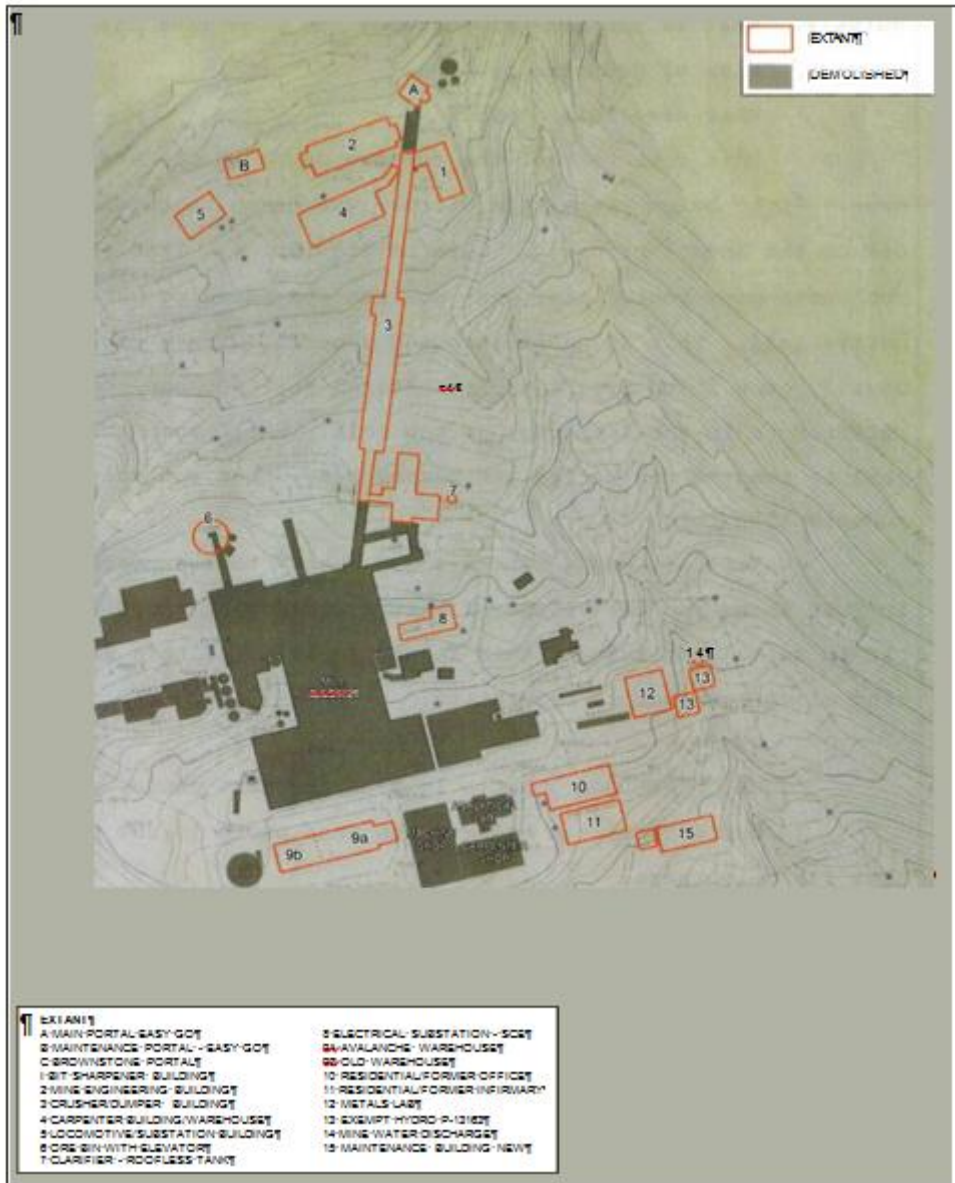 ¶
EXTANT¶
DEMOLISHED¶
A
2
B
1
5
4
3
7
6
8
14¶
13
12
13
10
11
15
9a
9b
SHOP
CARPENTER
SHOP
¶ EXTANT¶
A·MAIN·PORTAL·EASY·GO¶
B·MAINTENANCE·PORTAL·-·EASY·GO¶
C·BROWNSTONE·PORTAL¶
1·BIT·SHARPENER·BUILDING¶
2·MINE·ENGINEERING·BUILDING¶
3·CRUSHER/DUMPER·BUILDING¶
4·CARPENTER·BUILDING/WAREHOUSE¶
5·LOCOMOTIVE/SUBSTATION·BUILDING¶
6·ORE·BIN·WITH·ELEVATOR¶
7·CLARIFIER·-·ROOFLESS·TANK¶
8·ELECTRICAL·SUBSTATION·-·SCE¶
9A·AVALANCHE·WAREHOUSE¶
9B·OLD·WAREHOUSE¶
10·RESIDENTIAL/FORMER·OFFICE¶
11·RESIDENTIAL/FORMER·INFIRMARY¶
12·METALS·LAB¶
13·EXEMPT·HYDRO·P-13163¶
14·MINE·WATER·DISCHARGE¶
15·MAINTENANCE·BUILDING·NEW¶